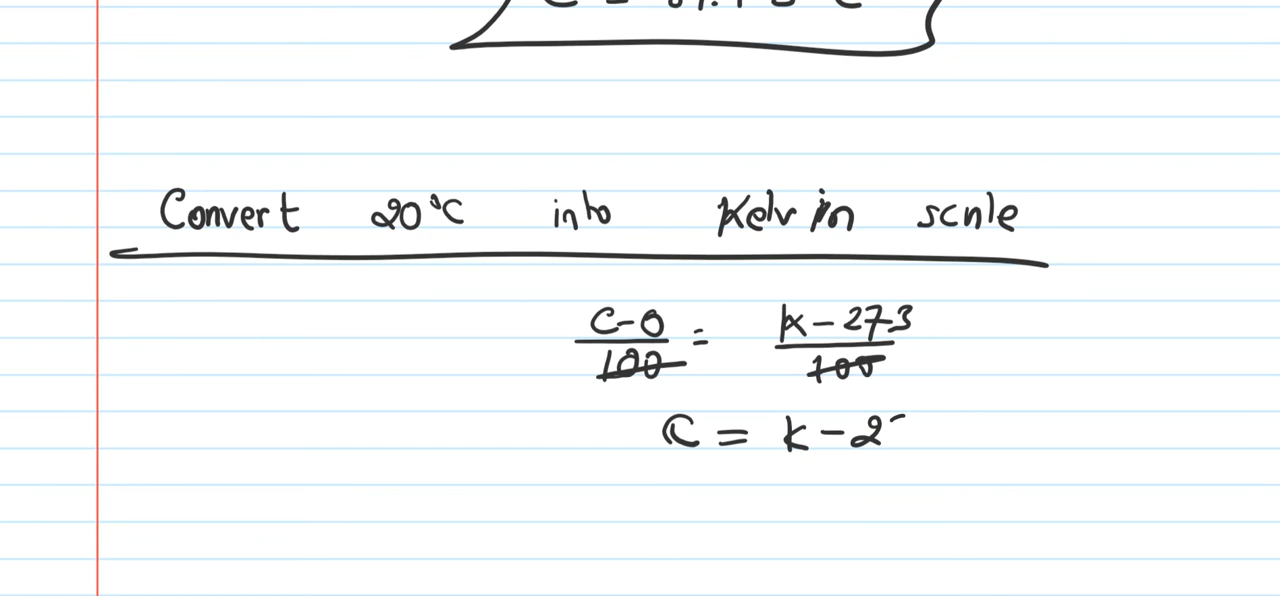 Convert 20°C into Kelvin scale
C-0/100 = K-273/100
C = K-2